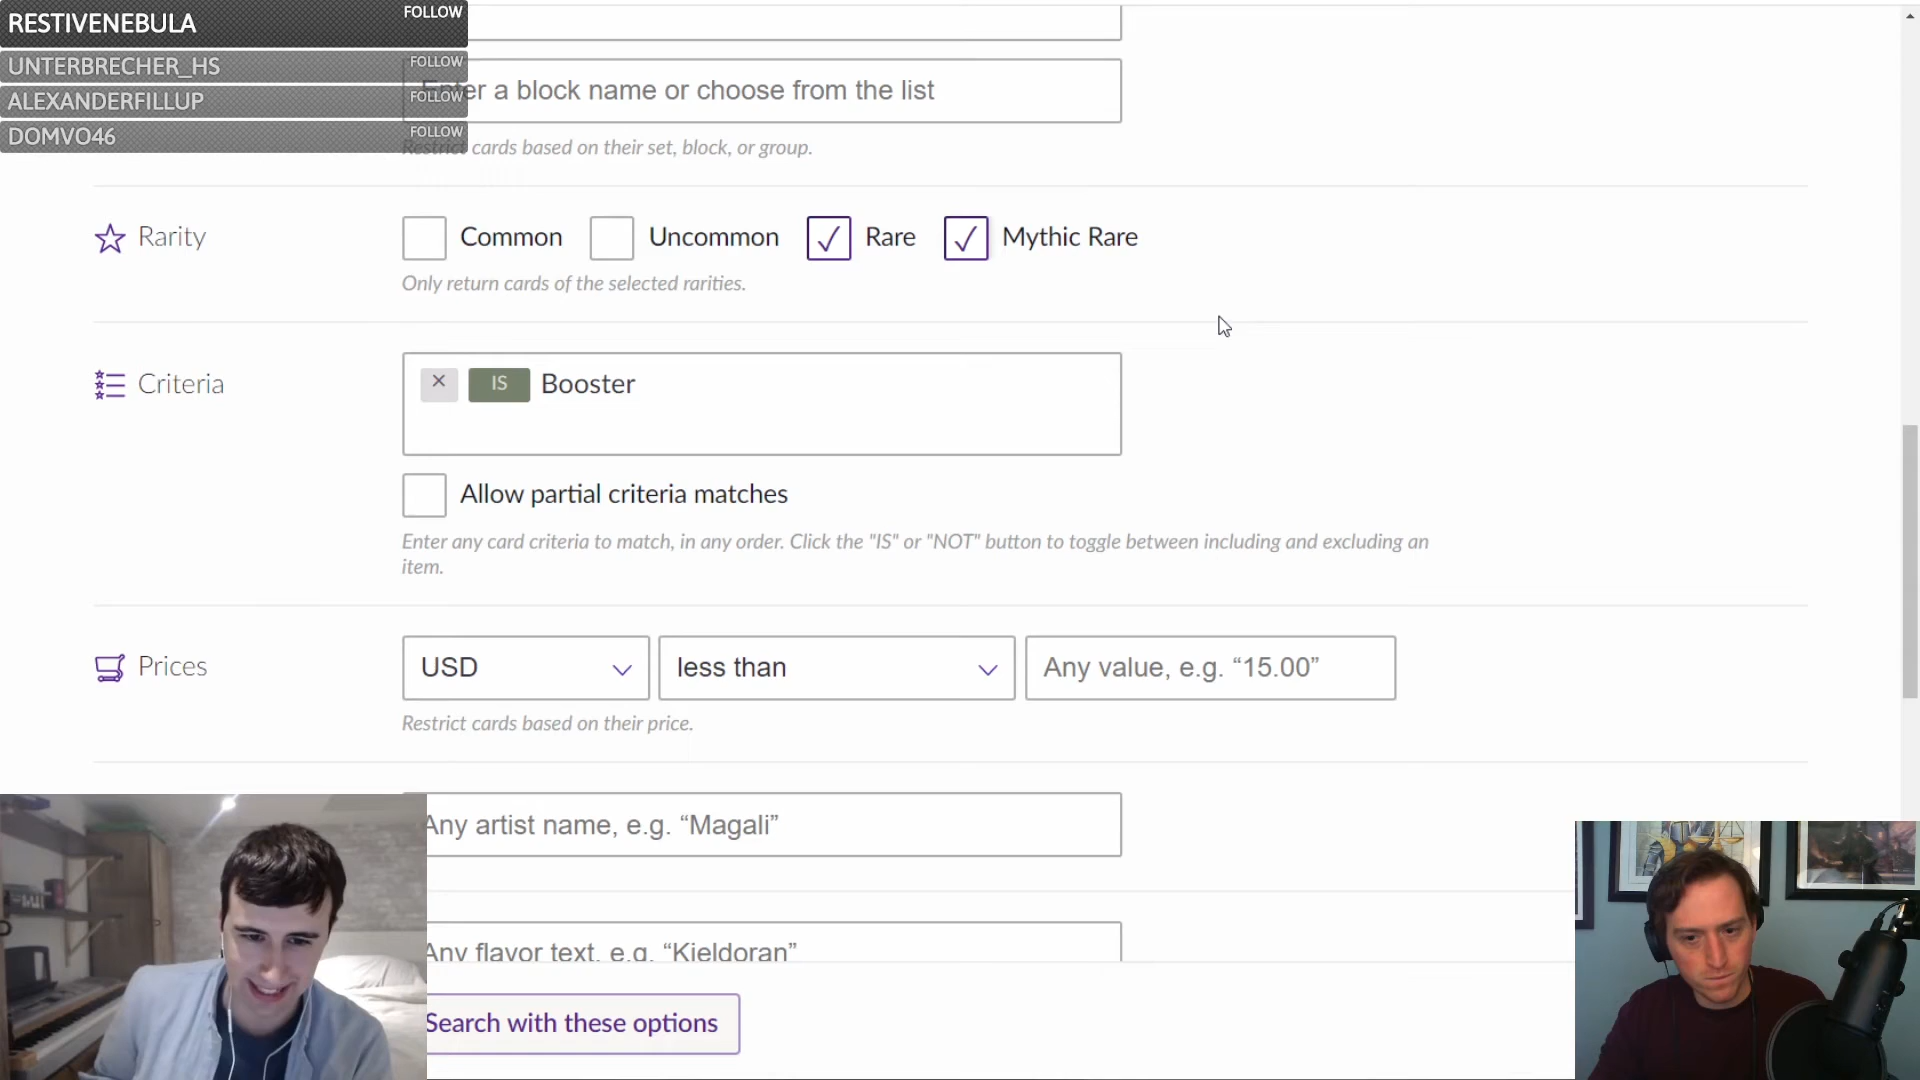 RESTIVENEBULA FOLLOW
UNTERBRECHER_HS FOLLOW
ALEXANDERFILLUP FOLLOW
DOMVO46 FOLLOW
Enter a block name or choose from the list
Restrict cards based on their set, block, or group.
Rarity
Common Uncommon Rare Mythic Rare
Only return cards of the selected rarities.
Criteria
× IS Booster
Allow partial criteria matches
Enter any card criteria to match, in any order. Click the "IS" or "NOT" button to toggle between including and excluding an
item.
Prices
USD less than Any value, e.g. “15.00”
Restrict cards based on their price.
Any artist name, e.g. “Magali”
Any flavor text, e.g. “Kjeldoran”
Search with these options